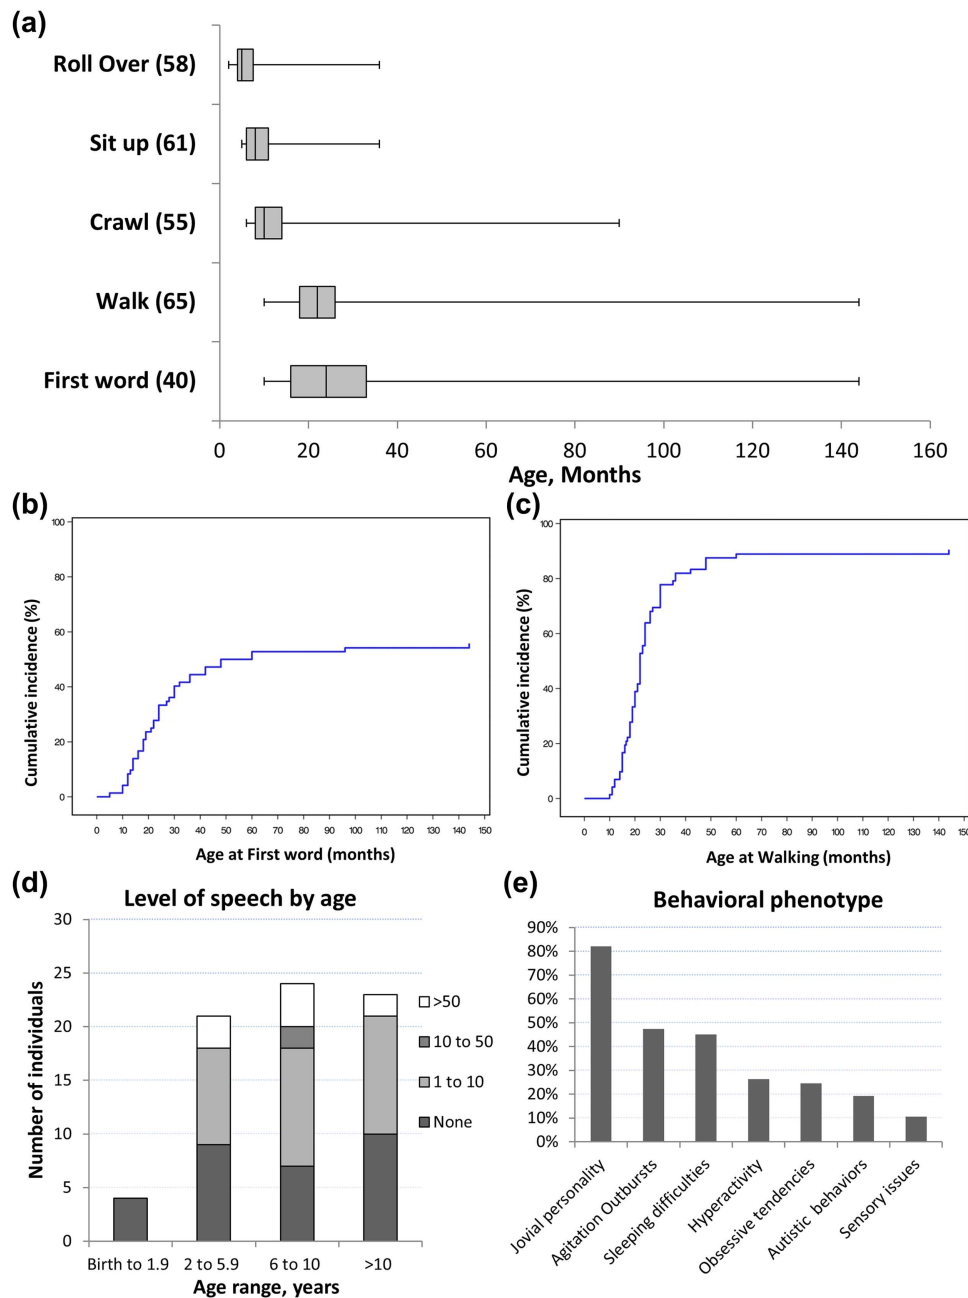 (a)
Roll Over (58)
Sit up (61)
Crawl (55)
Walk (65)
First word (40)
0 20 40 60 80 100 120 140 160
Age, Months
(b)
Cumulative incidence (%)
100
80
60
40
20
0
0 10 20 30 40 50 60 70 80 90 100 110 120 130 140 150
Age at First word (months)
(c)
Cumulative incidence (%)
100
80
60
40
20
0
0 10 20 30 40 50 60 70 80 90 100 110 120 130 140 150
Age at Walking (months)
(d)
Level of speech by age
Number of individuals
30
25
20
15
10
5
0
Birth to 1.9 2 to 5.9 6 to 10 >10
Age range, years
>50
10 to 50
1 to 10
None
(e)
Behavioral phenotype
90%
80%
70%
60%
50%
40%
30%
20%
10%
0%
Jovial personality
Agitation Outbursts
Sleeping difficulties
Hyperactivity
Obsessive tendencies
Autistic behaviors
Sensory issues